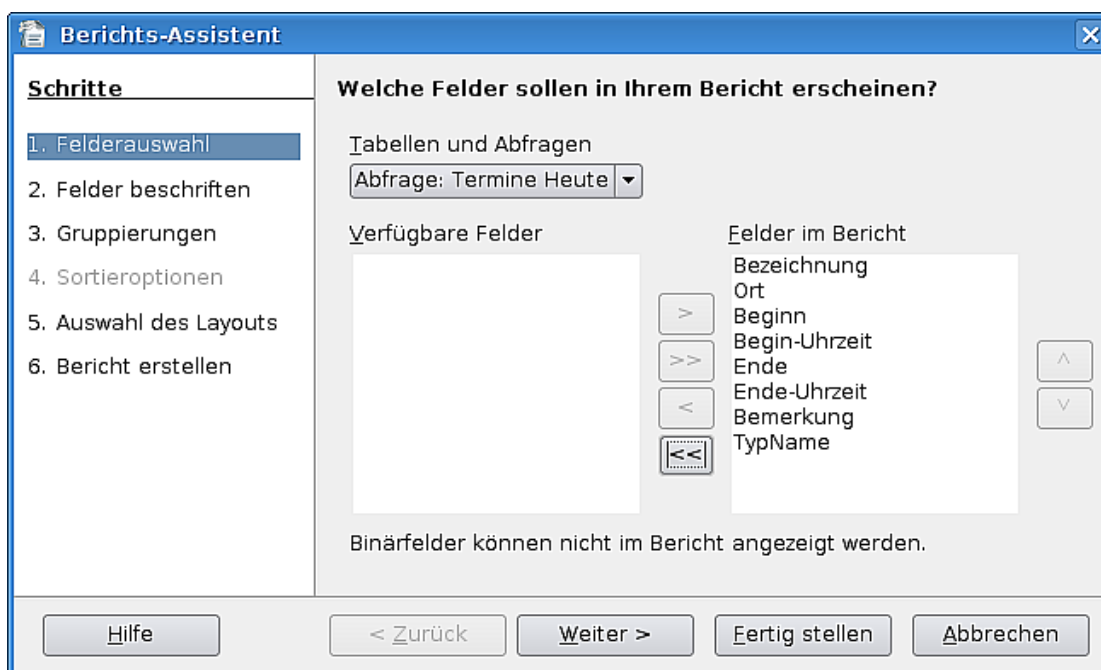 Berichts-Assistent
Schritte
1. Felderauswahl
2. Felder beschriften
3. Gruppierungen
4. Sortieroptionen
5. Auswahl des Layouts
6. Bericht erstellen
Welche Felder sollen in Ihrem Bericht erscheinen?
Tabellen und Abfragen
Abfrage: Termine Heute
Verfügbare Felder
>
>>
<
<<
Felder im Bericht
Bezeichnung
Ort
Beginn
Begin-Uhrzeit
Ende
Ende-Uhrzeit
Bemerkung
TypName
Binärfelder können nicht im Bericht angezeigt werden.
Hilfe
< Zurück
Weiter >
Fertig stellen
Abbrechen